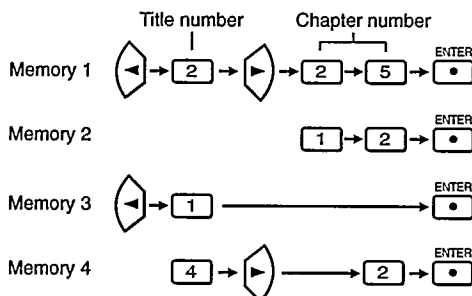 Title number Chapter number
ENTER
Memory 1 2 2 5
ENTER
Memory 2 1 2
ENTER
Memory 3 1
ENTER
Memory 4 4 2